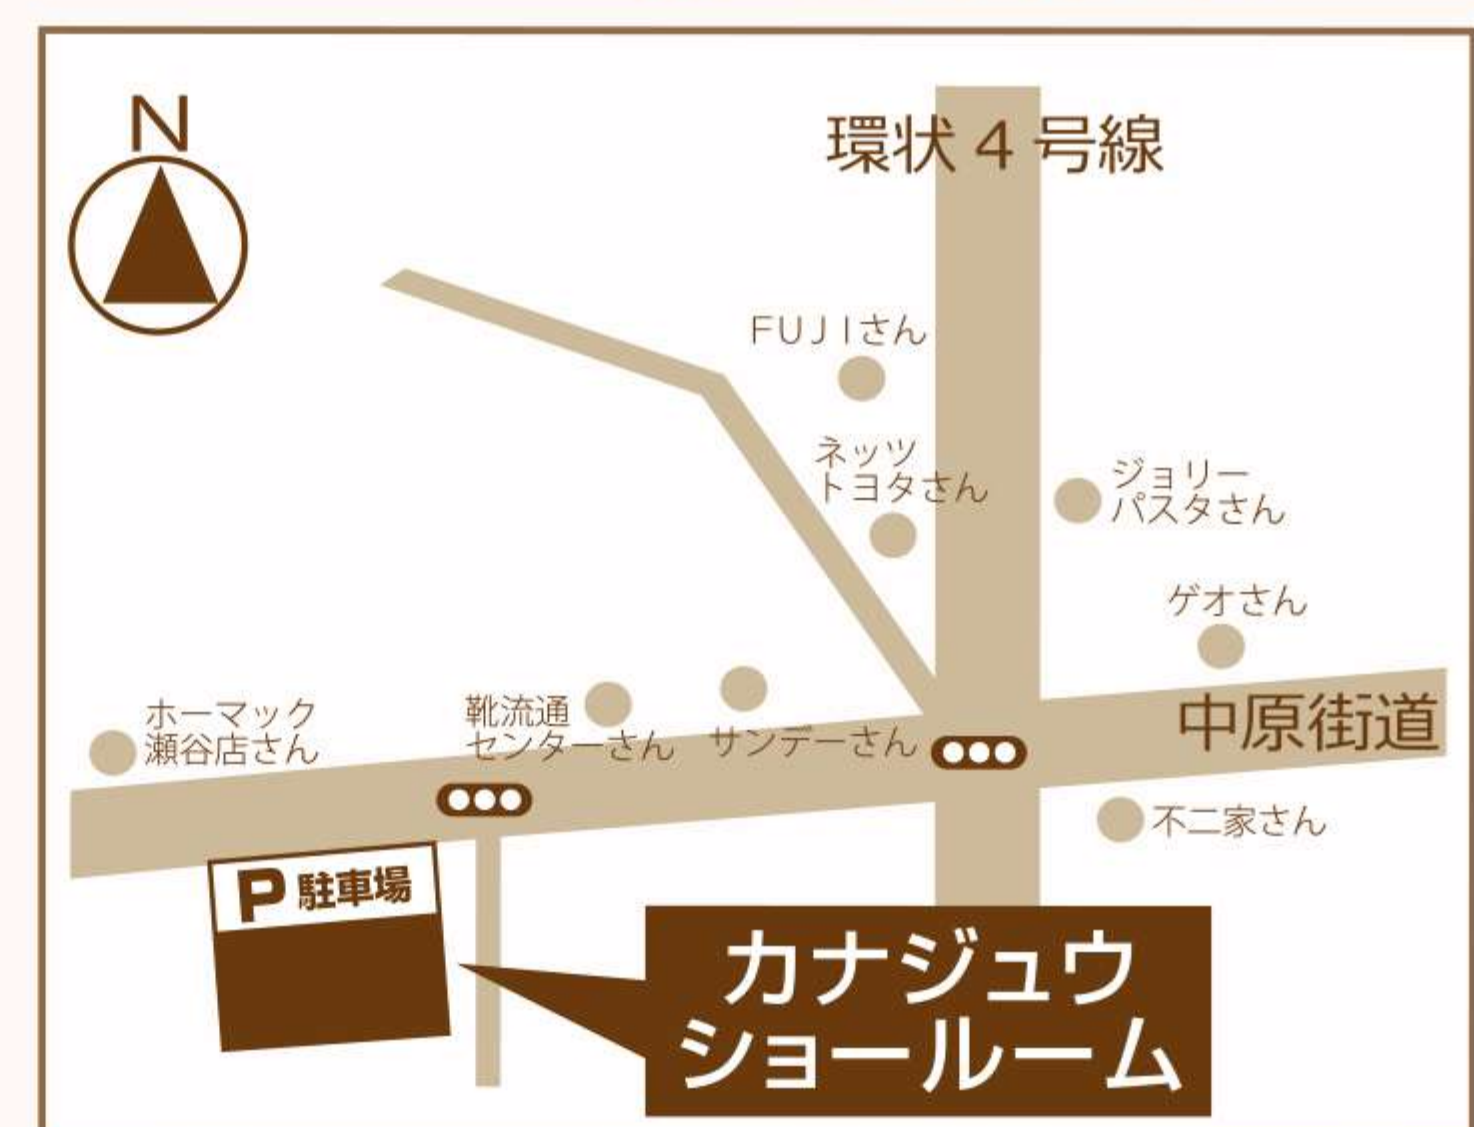 N
環状4号線
FUJIさん
ネッツ
トヨタさん
ジョリー
パスタさん
ゲオさん
ホーマック
瀬谷店さん
靴流通
センターさん
サンデーさん
中原街道
不二家さん
P 駐車場
カナジュウ
ショールーム